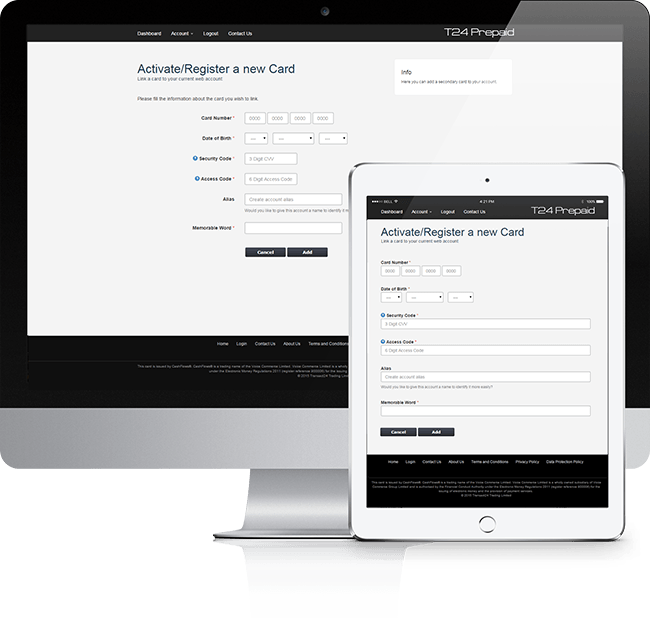 Dashboard Account Logout Contact Us T24 Prepaid
Activate/Register a new Card
Link a card to your current web account
Info
Here you can add a secondary card to your account.
Please fill the information about the card you wish to link.
Card Number * 0000 0000 0000 0000
Date of Birth * --- --- ---
? Security Code * 3 Digit CVV
? Access Code * 6 Digit Access Code
Alias Create account alias.
Would you like to give this account a name to identify it
Memorable Word *
Cancel Add
Home Login Contact Us About Us Terms and Conditions
BELL 4:21 PM 100%
Dashboard Account Logout Contact Us T24 Prepaid
Activate/Register a new Card
Link a card to your current web account
Card Number *
0000 0000 0000 0000
Date of Birth *
--- --- ---
? Security Code *
3 Digit CVV
? Access Code *
6 Digit Access Code
Alias
Create account alias.
Would you like to give this account a name to identify it more easily?
Memorable Word *
Cancel Add
Home Login Contact Us About Us Terms and Conditions Privacy Policy Data Protection Policy